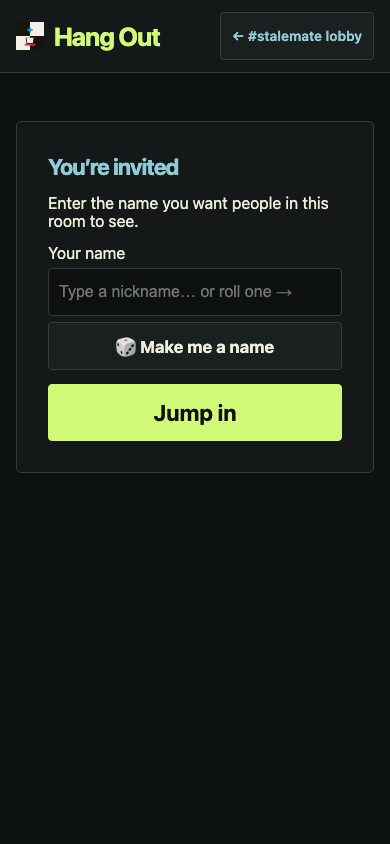 Hang Out
← #stalemate lobby
You’re invited
Enter the name you want people in this
room to see.
Your name
Type a nickname… or roll one →
🎲 Make me a name
Jump in